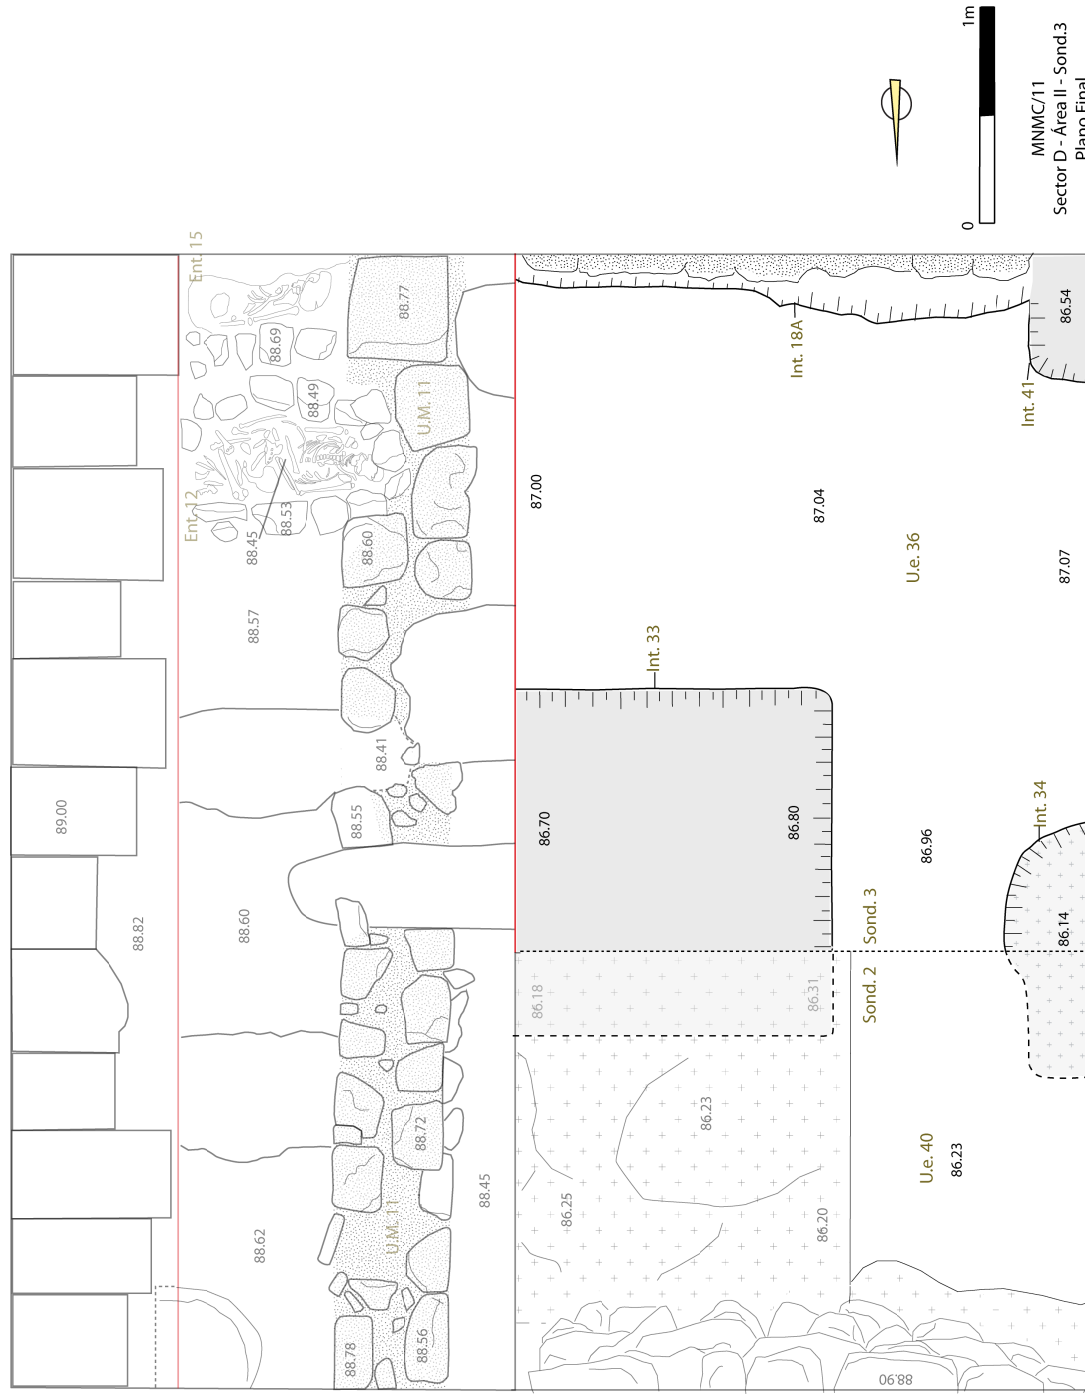 MNMC/11
Sector D - Área II - Sond.3
Plano Final
0
1m
Ent. 15
88.69
88.77
88.49
U.M. 11
Ent. 12
88.45
88.53
88.60
88.57
88.41
89.00
88.55
88.82
88.60
88.72
88.45
U.M. 11
88.62
88.78
88.56
Int. 18A
86.54
Int. 41
87.00
87.04
U.e. 36
87.07
Int. 33
86.70
86.80
86.96
Int. 34
86.14
Sond. 3
Sond. 2
86.18
86.31
86.23
86.25
86.20
U.e. 40
86.23
88.90